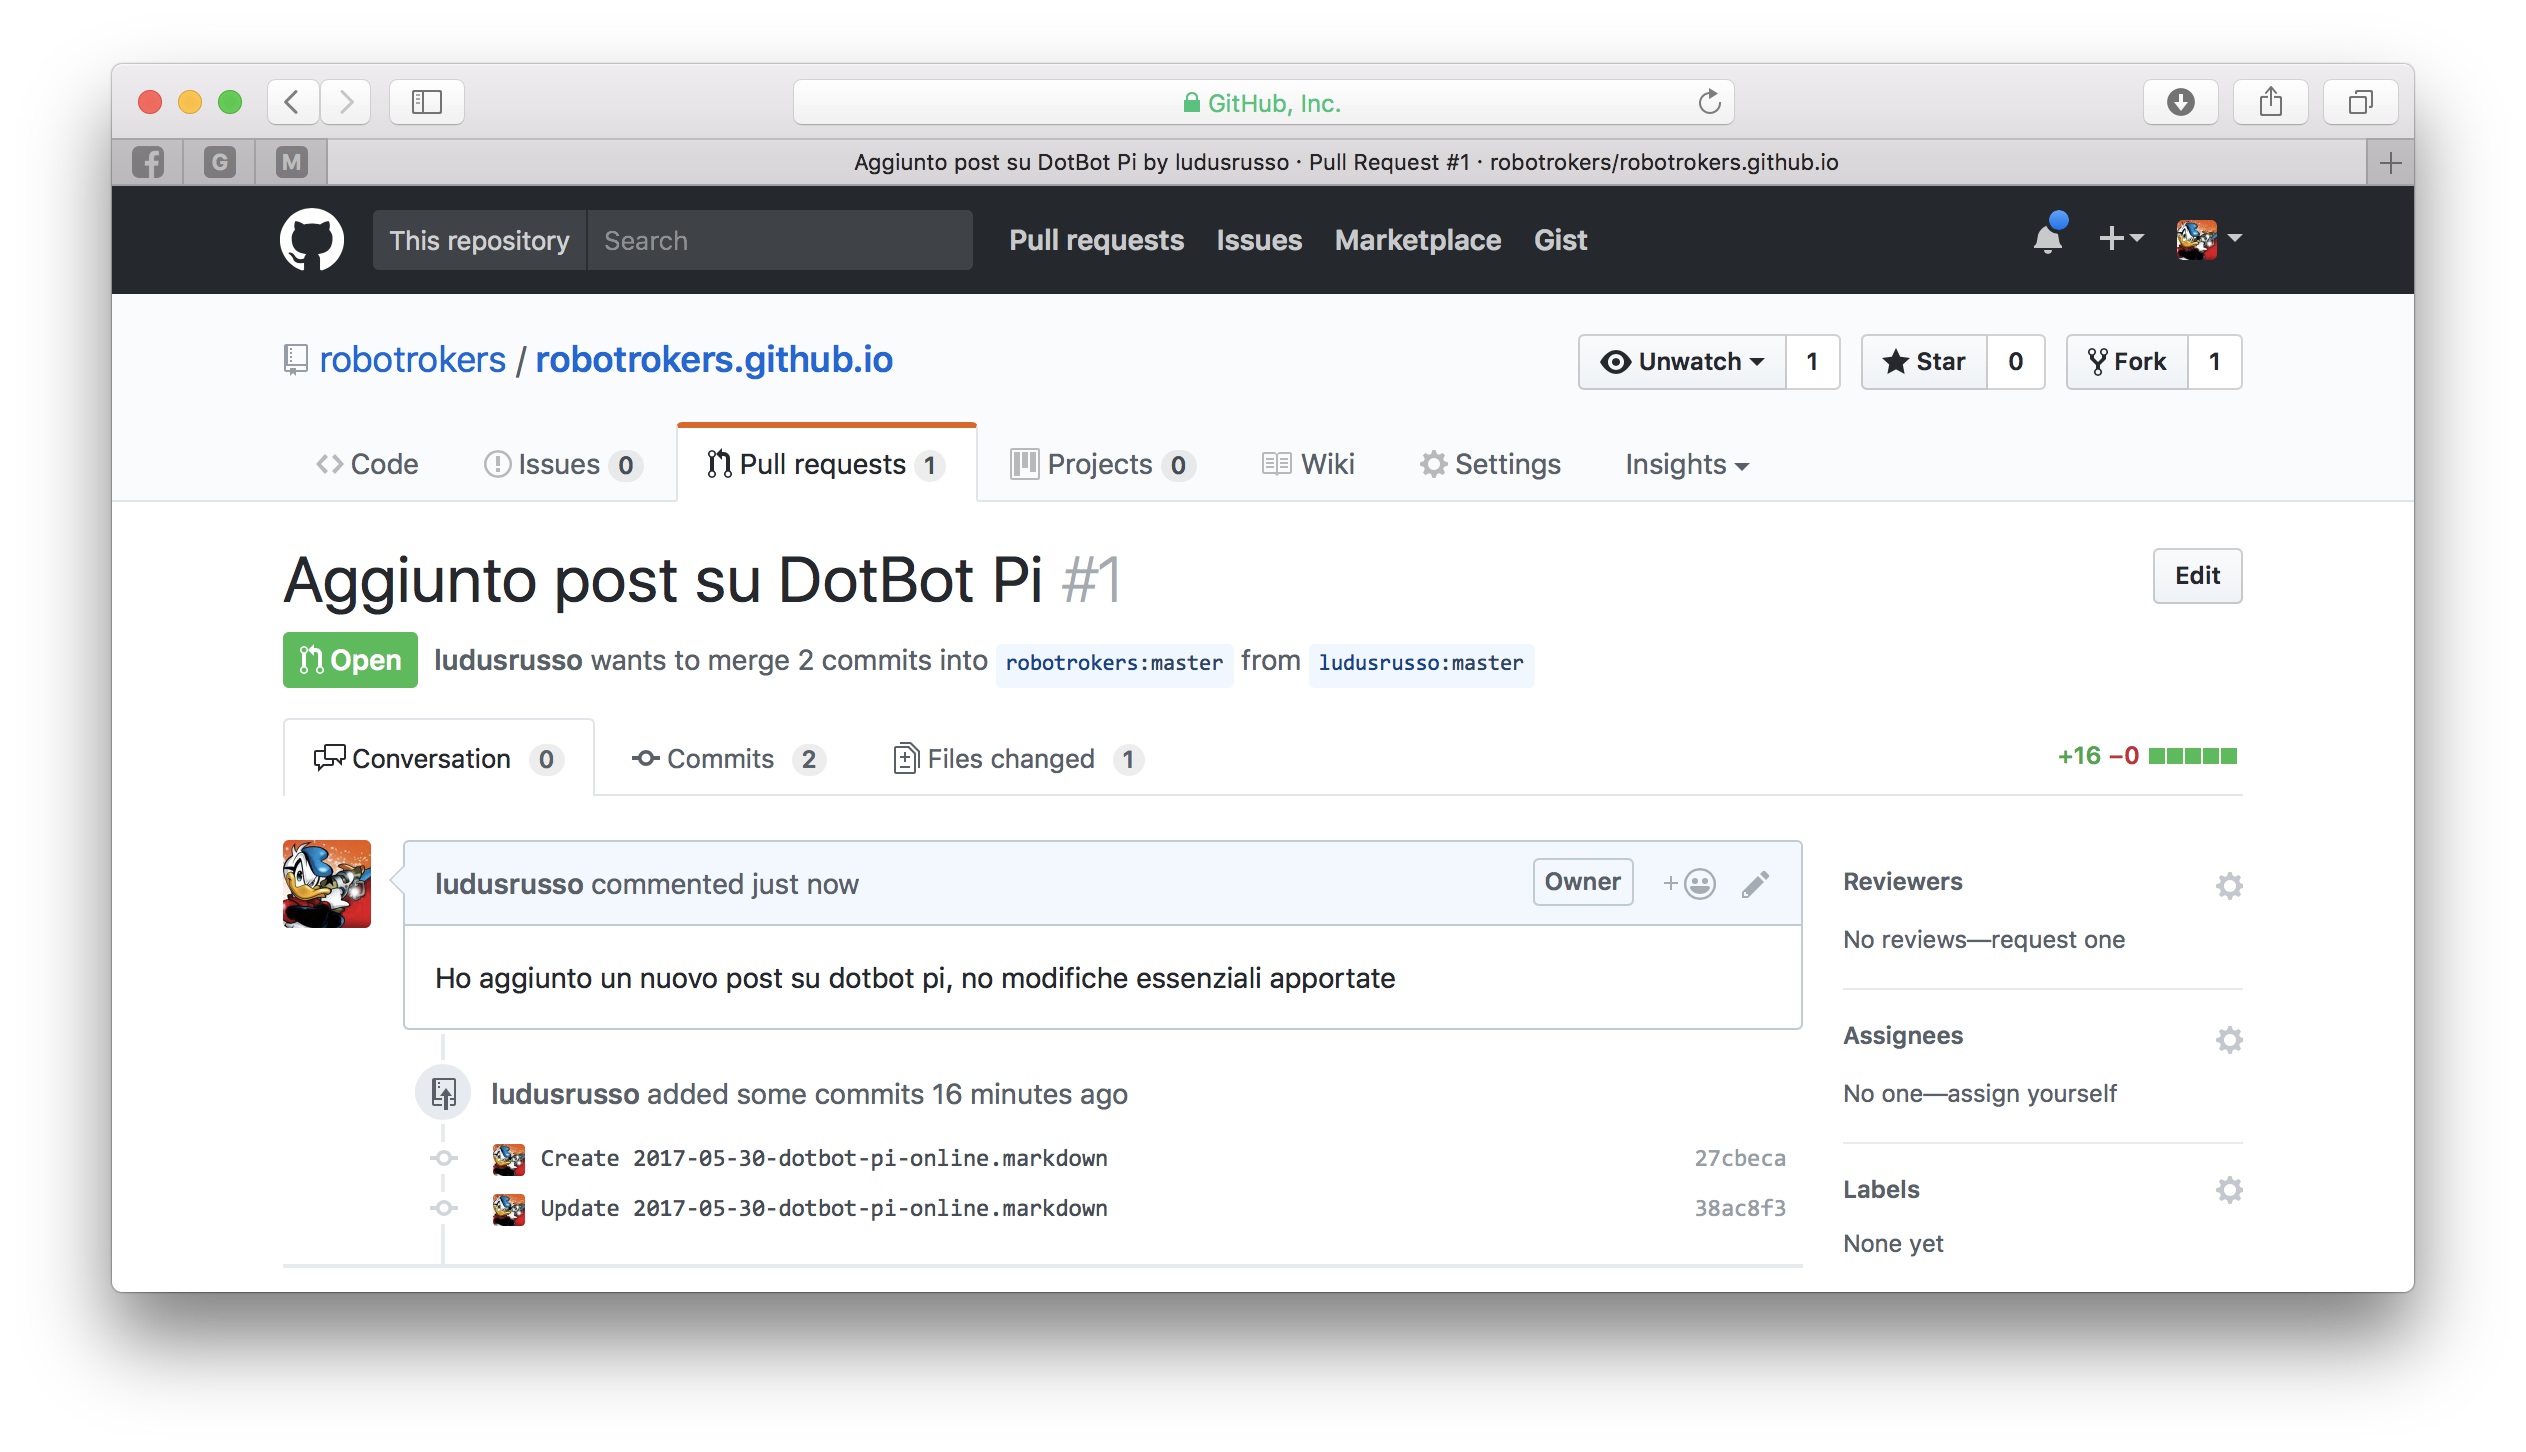 GitHub, Inc.
G
M
Aggiunto post su DotBot Pi by ludusrusso · Pull Request #1 · robotrokers/robotrokers.github.io
This repository Search Pull requests Issues Marketplace Gist
robotrokers / robotrokers.github.io
Unwatch 1 Star 0 Fork 1
Code Issues 0 Pull requests 1 Projects 0 Wiki Settings Insights
Aggiunto post su DotBot Pi #1
Edit
Open ludusrusso wants to merge 2 commits into robotrokers:master from ludusrusso:master
Conversation 0 Commits 2 Files changed 1
+16 −0
ludusrusso commented just now
Owner
Ho aggiunto un nuovo post su dotbot pi, no modifiche essenziali apportate
ludusrusso added some commits 16 minutes ago
Create 2017-05-30-dotbot-pi-online.markdown 27cbeca
Update 2017-05-30-dotbot-pi-online.markdown 38ac8f3
Reviewers
No reviews—request one
Assignees
No one—assign yourself
Labels
None yet